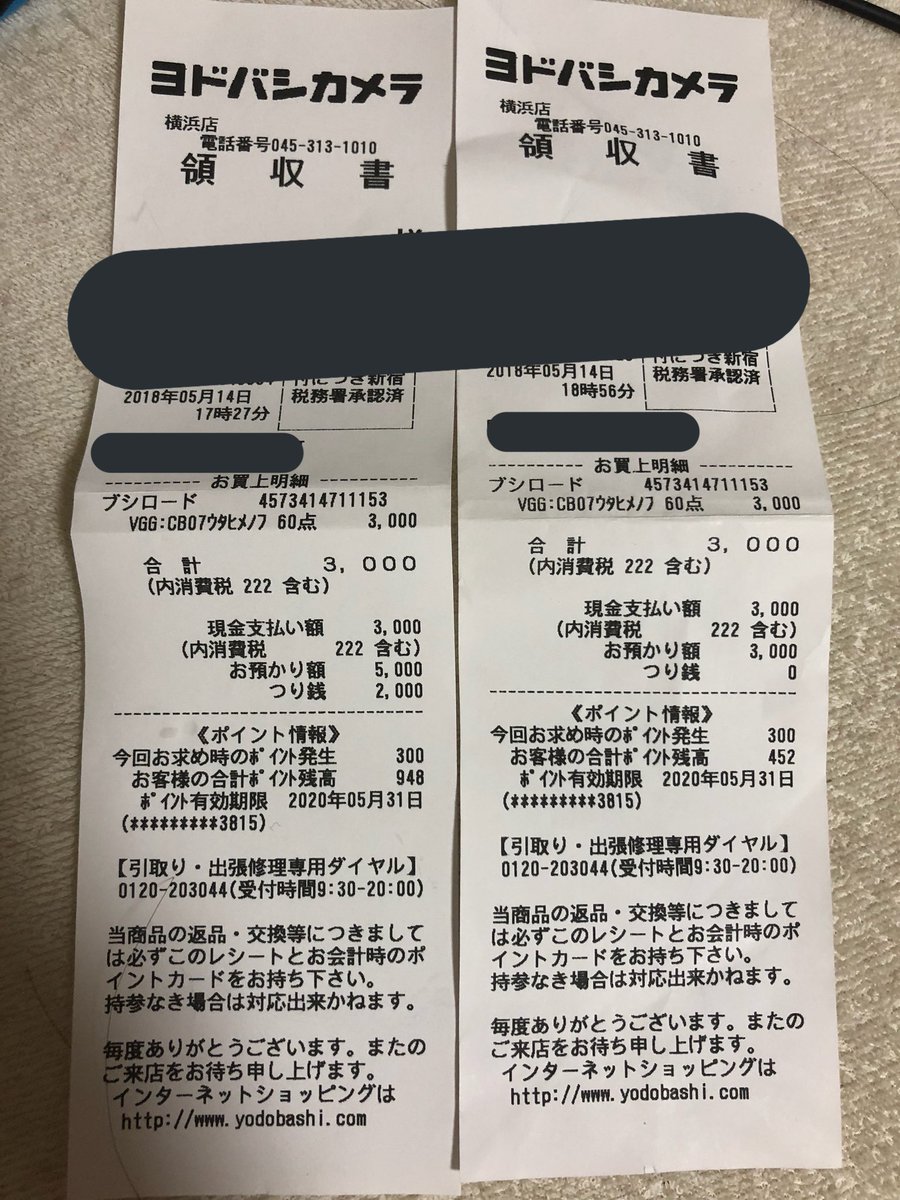 ヨドバシカメラ
横浜店
電話番号045-313-1010
領 収 書
税務署承認済
2018年05月14日
17時27分
---------- お買上明細 ----------
ブシロード 4573414711153
VGG:CB07ｳﾀﾋﾒﾉﾌ 60点 3,000
合 計 3,000
(内消費税 222 含む)
現金支払い額 3,000
(内消費税 222 含む)
お預かり額 5,000
つり銭 2,000
《ポイント情報》
今回お求め時のﾎﾟｲﾝﾄ発生 300
お客様の合計ﾎﾟｲﾝﾄ残高 948
ﾎﾟｲﾝﾄ有効期限 2020年05月31日
(*********3815)
【引取り・出張修理専用ダイヤル】
0120-203044(受付時間9:30-20:00)
当商品の返品・交換等につきまして
は必ずこのレシートとお会計時のポ
イントカードをお持ち下さい。
持参なき場合は対応出来かねます。
毎度ありがとうございます。またの
ご来店をお待ち申し上げます。
インターネットショッピングは
http://www.yodobashi.com
ヨドバシカメラ
横浜店
電話番号045-313-1010
領 収 書
付につき新宿
税務署承認済
2018年05月14日
18時56分
---------- お買上明細 ----------
ブシロード 4573414711153
VGG:CB07ｳﾀﾋﾒﾉﾌ 60点 3,000
合 計 3,000
(内消費税 222 含む)
現金支払い額 3,000
(内消費税 222 含む)
お預かり額 3,000
つり銭 0
《ポイント情報》
今回お求め時のﾎﾟｲﾝﾄ発生 300
お客様の合計ﾎﾟｲﾝﾄ残高 452
ﾎﾟｲﾝﾄ有効期限 2020年05月31日
(*********3815)
【引取り・出張修理専用ダイヤル】
0120-203044(受付時間9:30-20:00)
当商品の返品・交換等につきまして
は必ずこのレシートとお会計時のポ
イントカードをお持ち下さい。
持参なき場合は対応出来かねます。
毎度ありがとうございます。またの
ご来店をお待ち申し上げます。
インターネットショッピングは
http://www.yodobashi.com